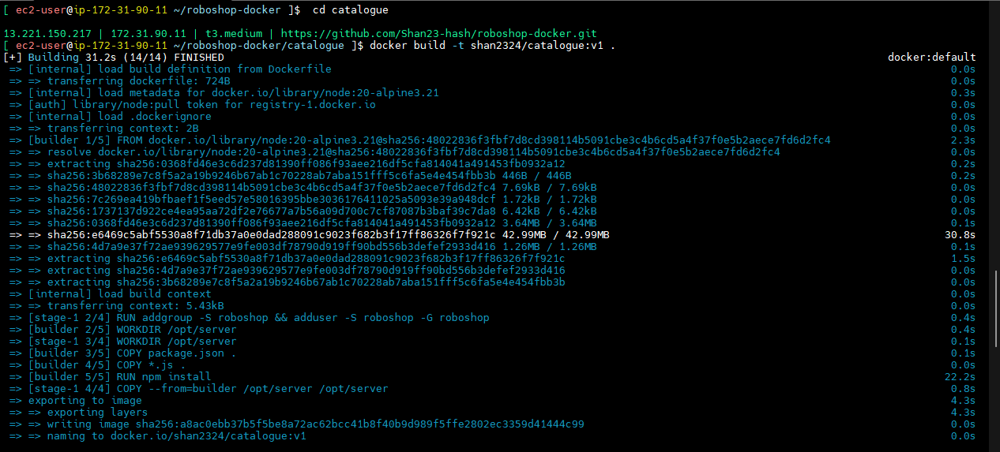 [ ec2-user@ip-172-31-90-11 ~/roboshop-docker ]$  cd catalogue
13.221.150.217 | 172.31.90.11 | t3.medium | https://github.com/Shan23-hash/roboshop-docker.git
[ ec2-user@ip-172-31-90-11 ~/roboshop-docker/catalogue ]$ docker build -t shan2324/catalogue:v1 .
[+] Building 31.2s (14/14) FINISHED docker:default
=> [internal] load build definition from Dockerfile 0.0s
=> => transferring dockerfile: 724B 0.0s
=> [internal] load metadata for docker.io/library/node:20-alpine3.21 0.3s
=> [auth] library/node:pull token for registry-1.docker.io 0.0s
=> [internal] load .dockerignore 0.0s
=> => transferring context: 2B 0.0s
=> [builder 1/5] FROM docker.io/library/node:20-alpine3.21@sha256:48022836f3fbf7d8cd398114b5091cbe3c4b6cd5a4f37f0e5b2aece7fd6d2fc4 2.3s
=> => resolve docker.io/library/node:20-alpine3.21@sha256:48022836f3fbf7d8cd398114b5091cbe3c4b6cd5a4f37f0e5b2aece7fd6d2fc4 0.0s
=> => extracting sha256:0368fd46e3c6d237d81390ff086f93aee216df5cfa814041a491453fb0932a12 0.2s
=> => sha256:3b68289e7c8f5a2a19b9246b67ab1c70228ab7aba151fff5c6fa5e4e454fbb3b 446B / 446B 0.2s
=> => sha256:48022836f3fbf7d8cd398114b5091cbe3c4b6cd5a4f37f0e5b2aece7fd6d2fc4 7.69kB / 7.69kB 0.0s
=> => sha256:7c269ea419bfbaef1f5eed57e58016395bbe3036176411025a5093e39a948dcf 1.72kB / 1.72kB 0.0s
=> => sha256:1737137d922ce4ea95aa72df2e76677a7b56a09d700c7cf87087b3baf39c7da8 6.42kB / 6.42kB 0.0s
=> => sha256:0368fd46e3c6d237d81390ff086f93aee216df5cfa814041a491453fb0932a12 3.64MB / 3.64MB 0.1s
=> => sha256:e6469c5abf5530a8f71db37a0e0dad288091c9023f682b3f17ff86326f7f921c 42.99MB / 42.99MB 30.8s
=> => sha256:4d7a9e37f72ae939629577e9fe003df78790d919ff90bd556b3defef2933d416 1.26MB / 1.26MB 0.1s
=> => extracting sha256:e6469c5abf5530a8f71db37a0e0dad288091c9023f682b3f17ff86326f7f921c 1.5s
=> => extracting sha256:4d7a9e37f72ae939629577e9fe003df78790d919ff90bd556b3defef2933d416 0.0s
=> => extracting sha256:3b68289e7c8f5a2a19b9246b67ab1c70228ab7aba151fff5c6fa5e4e454fbb3b 0.0s
=> [internal] load build context 0.0s
=> => transferring context: 5.43kB 0.0s
=> [stage-1 2/4] RUN addgroup -S roboshop && adduser -S roboshop -G roboshop 0.4s
=> [builder 2/5] WORKDIR /opt/server 0.4s
=> [stage-1 3/4] WORKDIR /opt/server 0.1s
=> [builder 3/5] COPY package.json . 0.1s
=> [builder 4/5] COPY *.js . 0.0s
=> [builder 5/5] RUN npm install 22.2s
=> [stage-1 4/4] COPY --from=builder /opt/server /opt/server 0.8s
=> exporting to image 4.3s
=> => exporting layers 4.3s
=> => writing image sha256:a8ac0ebb37b5f5be8a72ac62bcc41b8f40b9d989f5ffe2802ec3359d41444c99 0.0s
=> => naming to docker.io/shan2324/catalogue:v1 0.0s